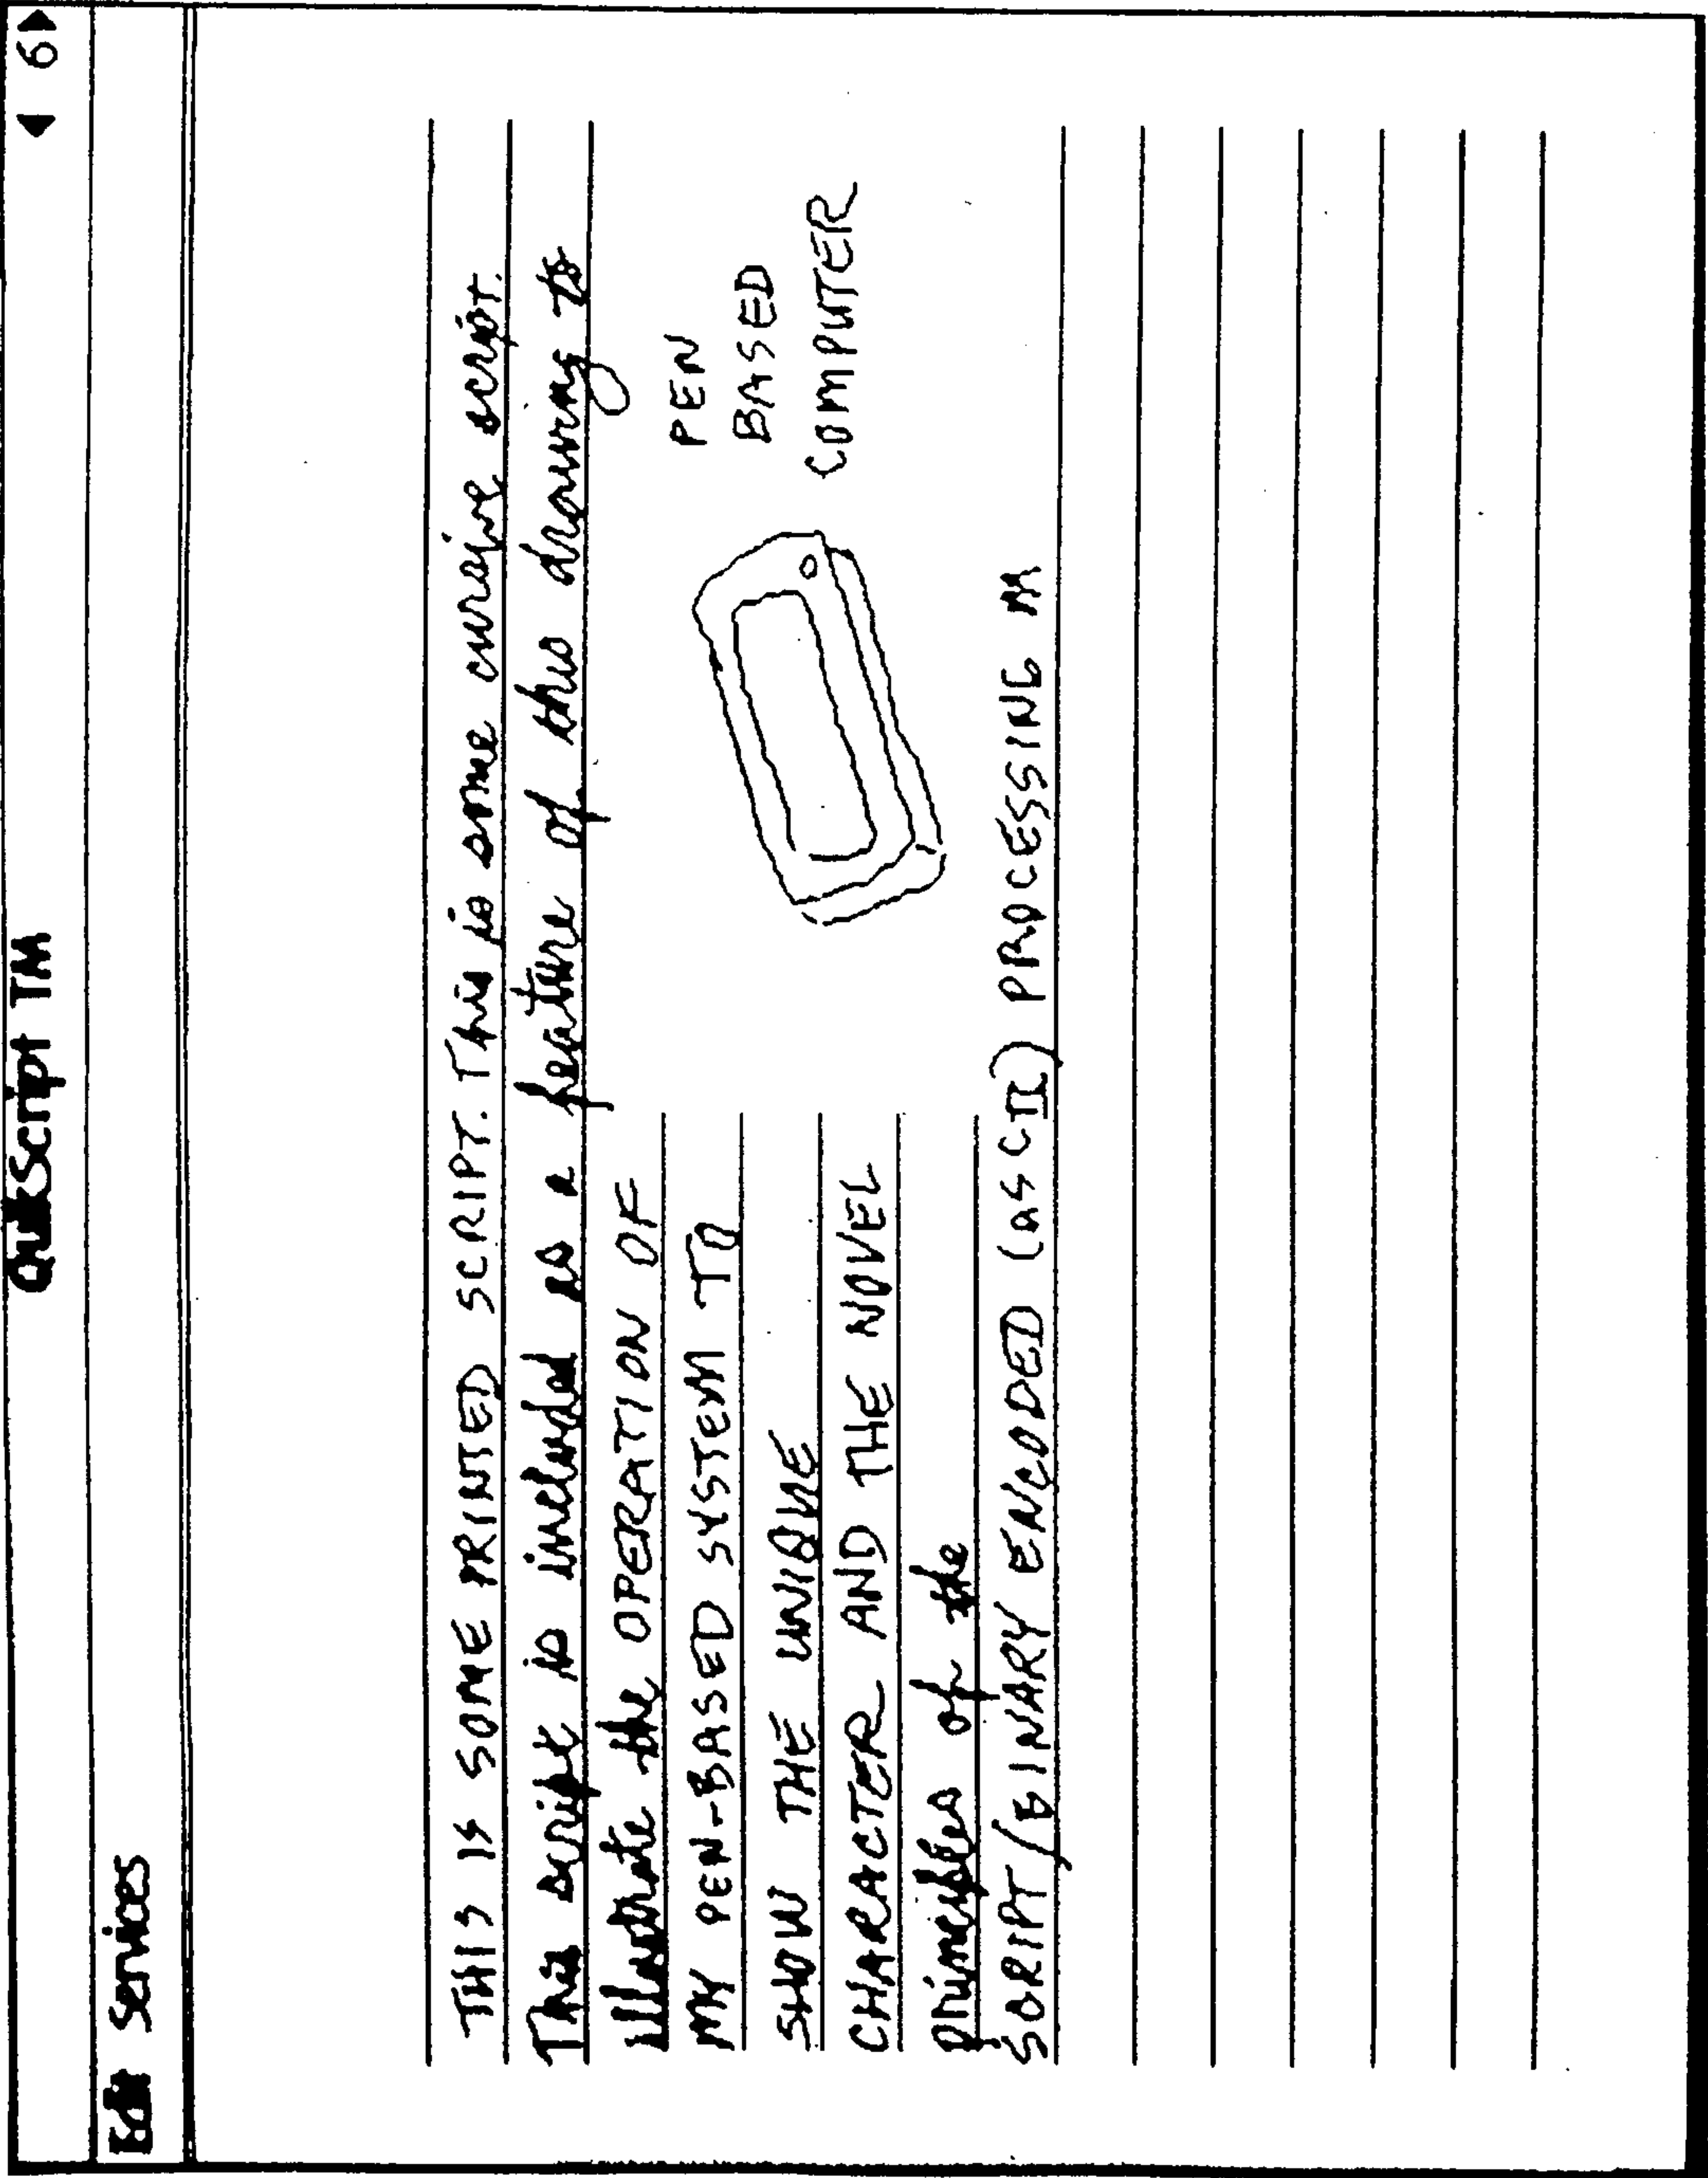 QuikScript TM
◀ 6 ▶
Edit Services
THIS IS SOME PRINTED SCRIPT. This is some cursive script.
This script is included as a feature of this drawing to
illustrate the OPERATION OF
MY PEN-BASED SYSTEM TO
SHOW THE UNIQUE
CHARACTER AND THE NOVEL
principles of the
SCRIPT/BINARY ENCODED (asCII) PROCESSING M
PEN
BASED
COMPUTER